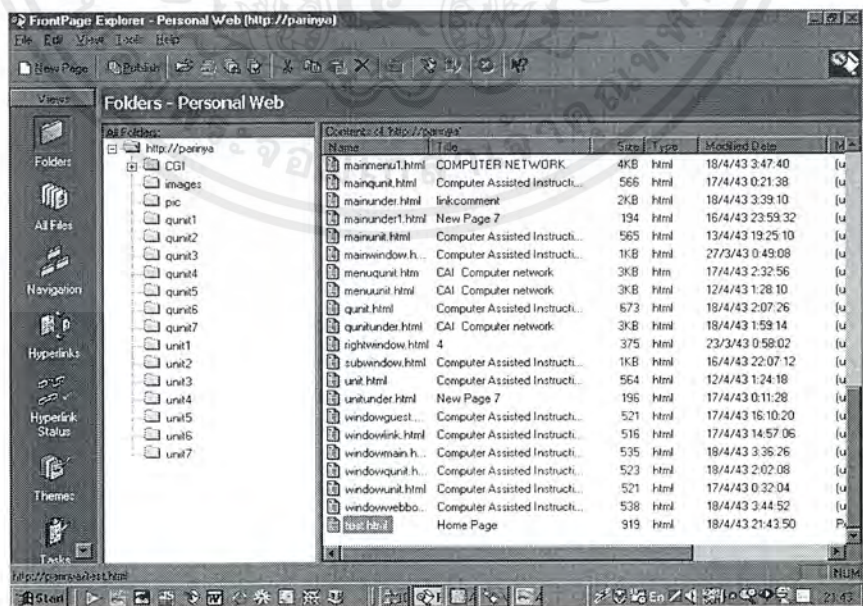 FrontPage Explorer - Personal Web (http://parinya)
File Edit View Tools Help
New Page Publish
Views
Folders - Personal Web
All Folders: Contents of 'http://parinya'
Name Title Size Type Modified Date M
http://parinya
CGI
images
pic
qunit1
qunit2
qunit3
qunit4
qunit5
qunit6
qunit7
unit1
unit2
unit3
unit4
unit5
unit6
unit7
Folders
All Files
Navigation
Hyperlinks
Hyperlink
Status
Themes
Tasks
mainmenu1.html COMPUTER NETWORK 4KB html 18/4/43 3:47:40 (u
mainqunit.html Computer Assisted Instructi... 566 html 17/4/43 0:21:38 (u
mainunder.html linkcomment 2KB html 18/4/43 3:39:10 (u
mainunder1.html New Page 7 194 html 16/4/43 23:59:32 (u
mainunit.html Computer Assisted Instructi... 565 html 13/4/43 19:25:10 (u
mainwindow.h... Computer Assisted Instructi... 1KB html 27/3/43 0:49:08 (u
menuqunit.htm CAI Computer network 3KB htm 17/4/43 2:32:56 (u
menuunit.html CAI Computer network 3KB html 12/4/43 1:28:10 (u
qunit.html Computer Assisted Instructi... 673 html 18/4/43 2:07:26 (u
qunitunder.html CAI Computer network 3KB html 18/4/43 1:59:14 (u
rightwindow.html 4 375 html 23/3/43 0:58:02 (u
subwindow.html Computer Assisted Instructi... 1KB html 16/4/43 22:07:12 (u
unit.html Computer Assisted Instructi... 564 html 12/4/43 1:24:18 (u
unitunder.html New Page 7 196 html 17/4/43 0:11:28 (u
windowguest... Computer Assisted Instructi... 521 html 17/4/43 16:10:20 (u
windowlink.html Computer Assisted Instructi... 516 html 17/4/43 14:57:06 (u
windowmain.h... Computer Assisted Instructi... 535 html 18/4/43 3:36:26 (u
windowqunit.h... Computer Assisted Instructi... 523 html 18/4/43 2:02:08 (u
windowunit.html Computer Assisted Instructi... 521 html 17/4/43 0:32:04 (u
windowwebbo... Computer Assisted Instructi... 538 html 18/4/43 3:44:52 (u
test.html Home Page 919 html 18/4/43 21:43:50
http://parinya/test.html NUM
Start En 21:43